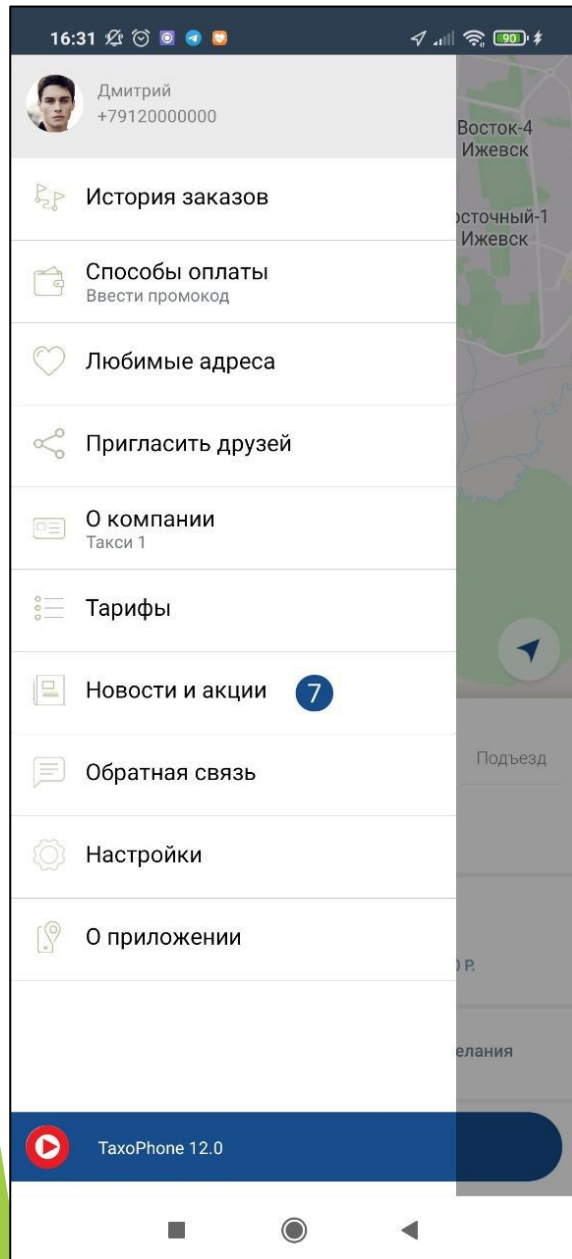 16:31
90
Дмитрий
+79120000000
Восток-4
Ижевск
История заказов
осточный-1
Ижевск
Способы оплаты
Ввести промокод
Любимые адреса
Пригласить друзей
О компании
Такси 1
Тарифы
Новости и акции 7
Подъезд
Обратная связь
Настройки
О приложении
0 Р.
елания
TaxoPhone 12.0